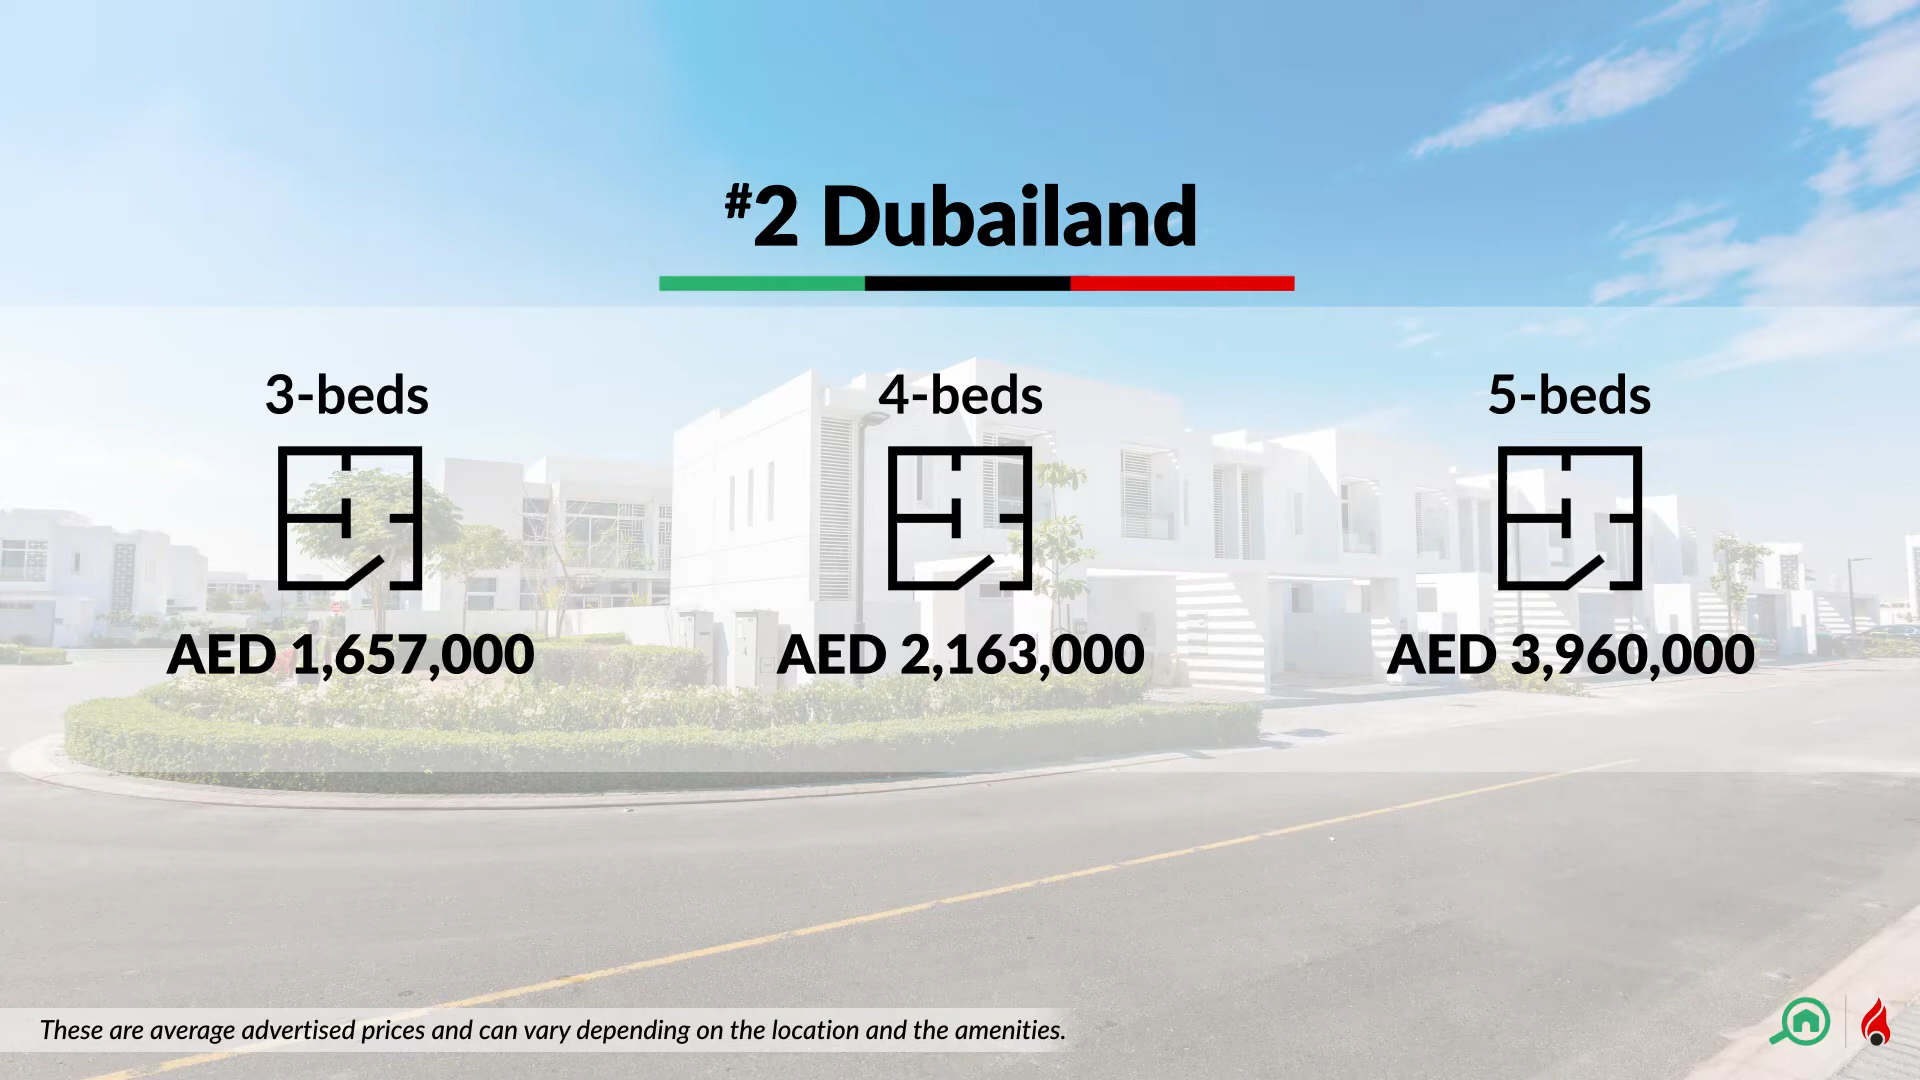 #2 Dubailand
3-beds
4-beds
5-beds
AED 1,657,000
AED 2,163,000
AED 3,960,000
These are average advertised prices and can vary depending on the location and the amenities.